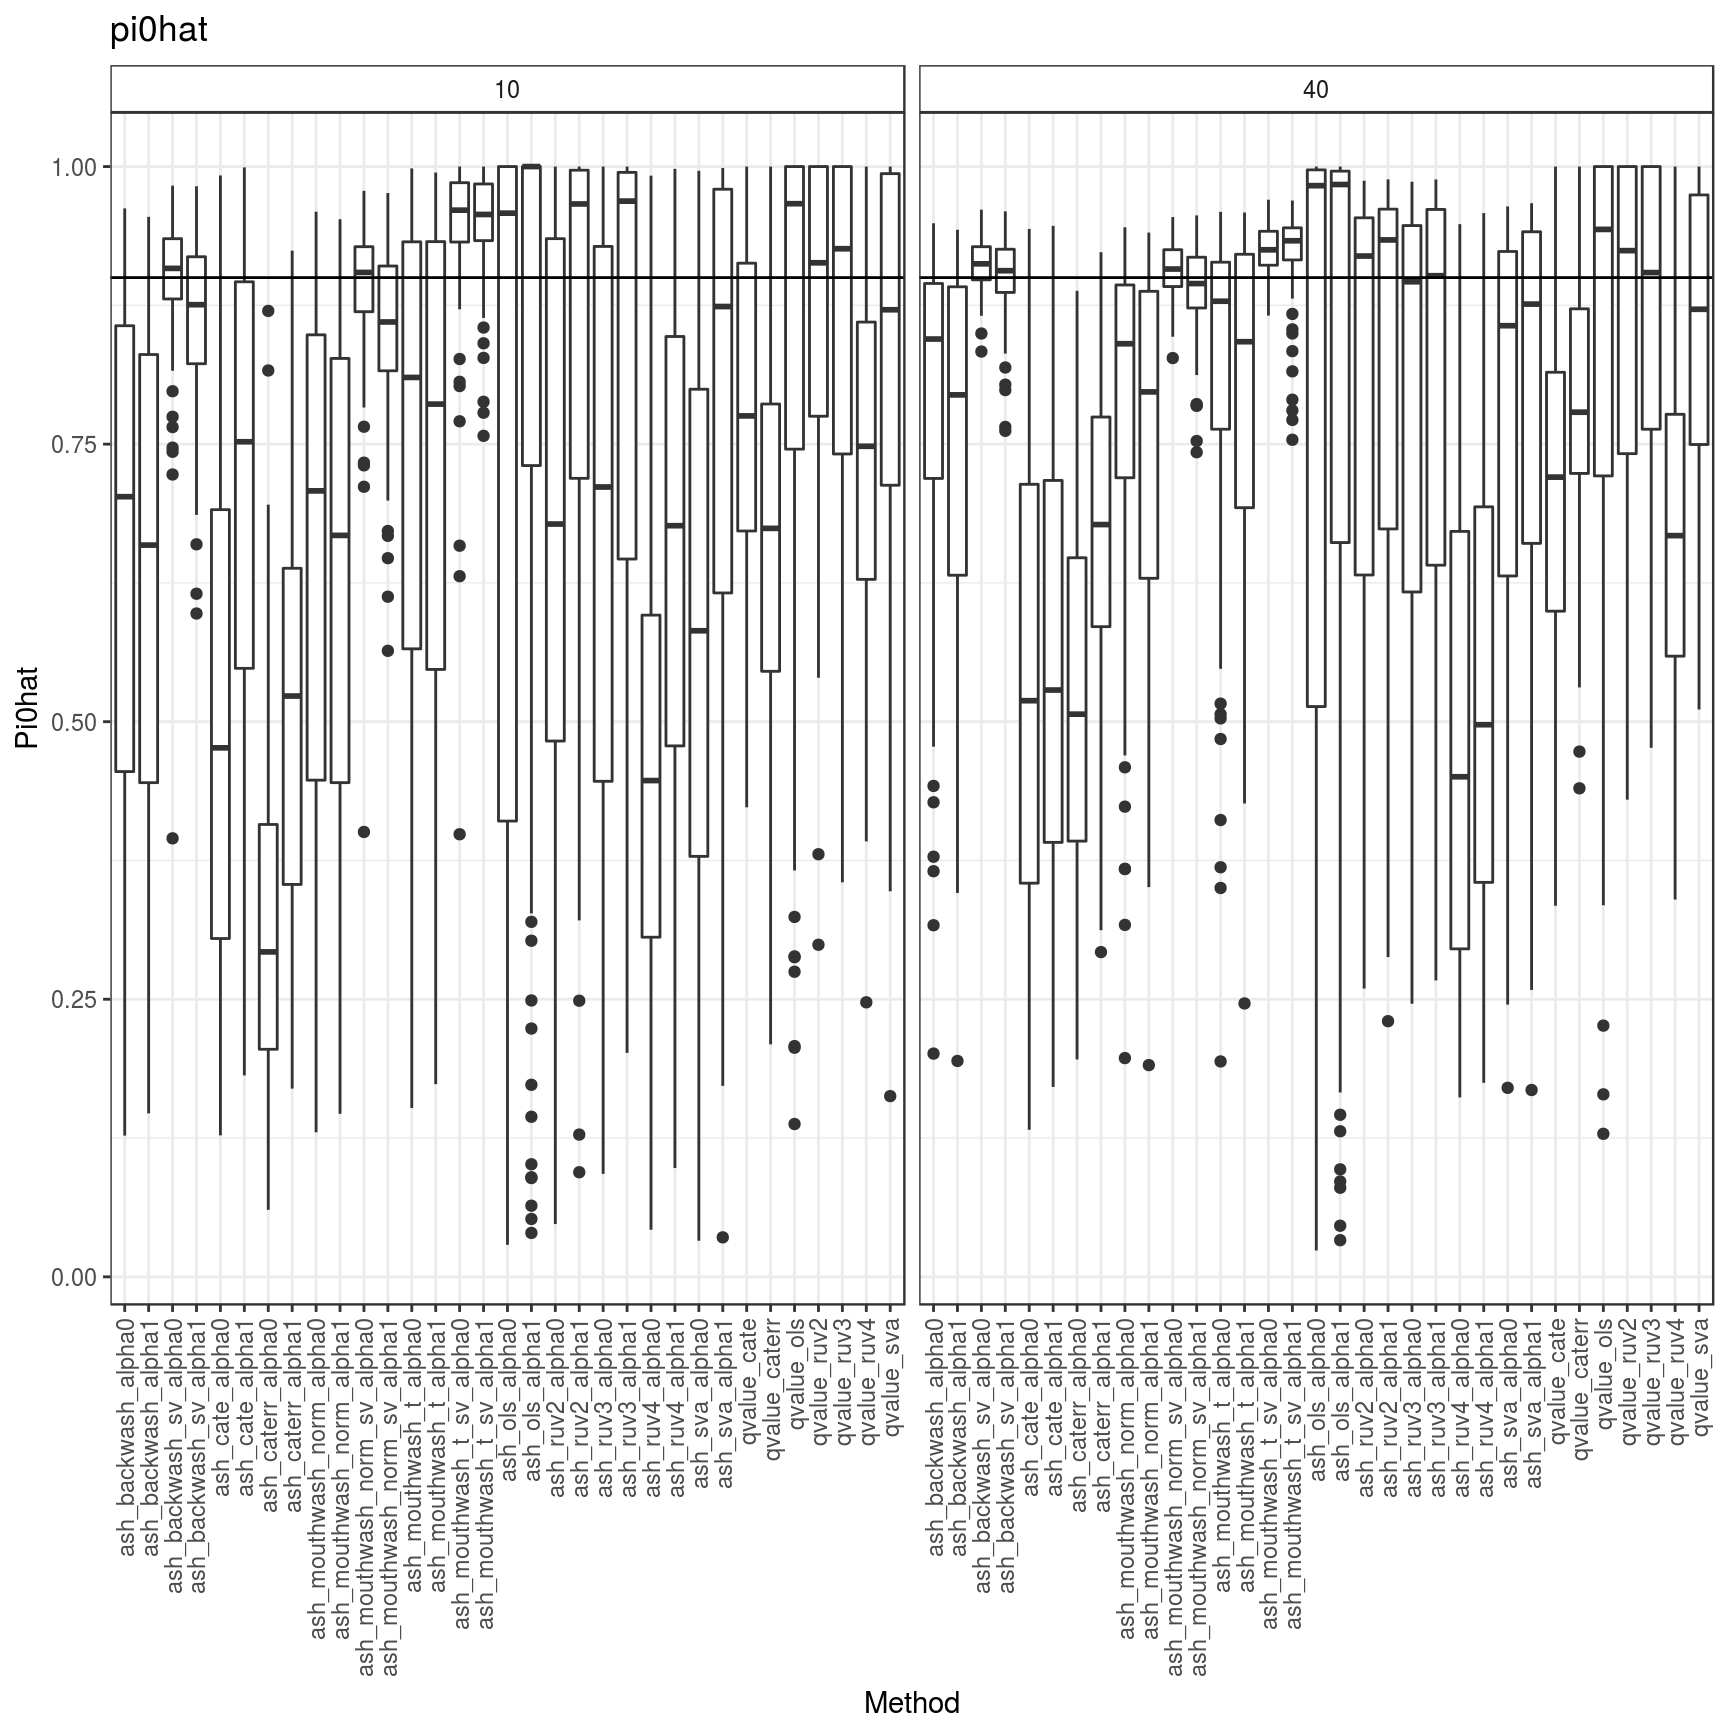 pi0hat
10
40
1.00
0.75
0.50
0.25
0.00
Pi0hat
ash_backwash_alpha0
ash_backwash_alpha1
ash_backwash_sv_alpha0
ash_backwash_sv_alpha1
ash_cate_alpha0
ash_cate_alpha1
ash_caterr_alpha0
ash_caterr_alpha1
ash_mouthwash_norm_alpha0
ash_mouthwash_norm_alpha1
ash_mouthwash_norm_sv_alpha0
ash_mouthwash_norm_sv_alpha1
ash_mouthwash_t_alpha0
ash_mouthwash_t_alpha1
ash_mouthwash_t_sv_alpha0
ash_mouthwash_t_sv_alpha1
ash_ols_alpha0
ash_ols_alpha1
ash_ruv2_alpha0
ash_ruv2_alpha1
ash_ruv3_alpha0
ash_ruv3_alpha1
ash_ruv4_alpha0
ash_ruv4_alpha1
ash_sva_alpha0
ash_sva_alpha1
qvalue_cate
qvalue_caterr
qvalue_ols
qvalue_ruv2
qvalue_ruv3
qvalue_ruv4
qvalue_sva
ash_backwash_alpha0
ash_backwash_alpha1
ash_backwash_sv_alpha0
ash_backwash_sv_alpha1
ash_cate_alpha0
ash_cate_alpha1
ash_caterr_alpha0
ash_caterr_alpha1
ash_mouthwash_norm_alpha0
ash_mouthwash_norm_alpha1
ash_mouthwash_norm_sv_alpha0
ash_mouthwash_norm_sv_alpha1
ash_mouthwash_t_alpha0
ash_mouthwash_t_alpha1
ash_mouthwash_t_sv_alpha0
ash_mouthwash_t_sv_alpha1
ash_ols_alpha0
ash_ols_alpha1
ash_ruv2_alpha0
ash_ruv2_alpha1
ash_ruv3_alpha0
ash_ruv3_alpha1
ash_ruv4_alpha0
ash_ruv4_alpha1
ash_sva_alpha0
ash_sva_alpha1
qvalue_cate
qvalue_caterr
qvalue_ols
qvalue_ruv2
qvalue_ruv3
qvalue_ruv4
qvalue_sva
Method